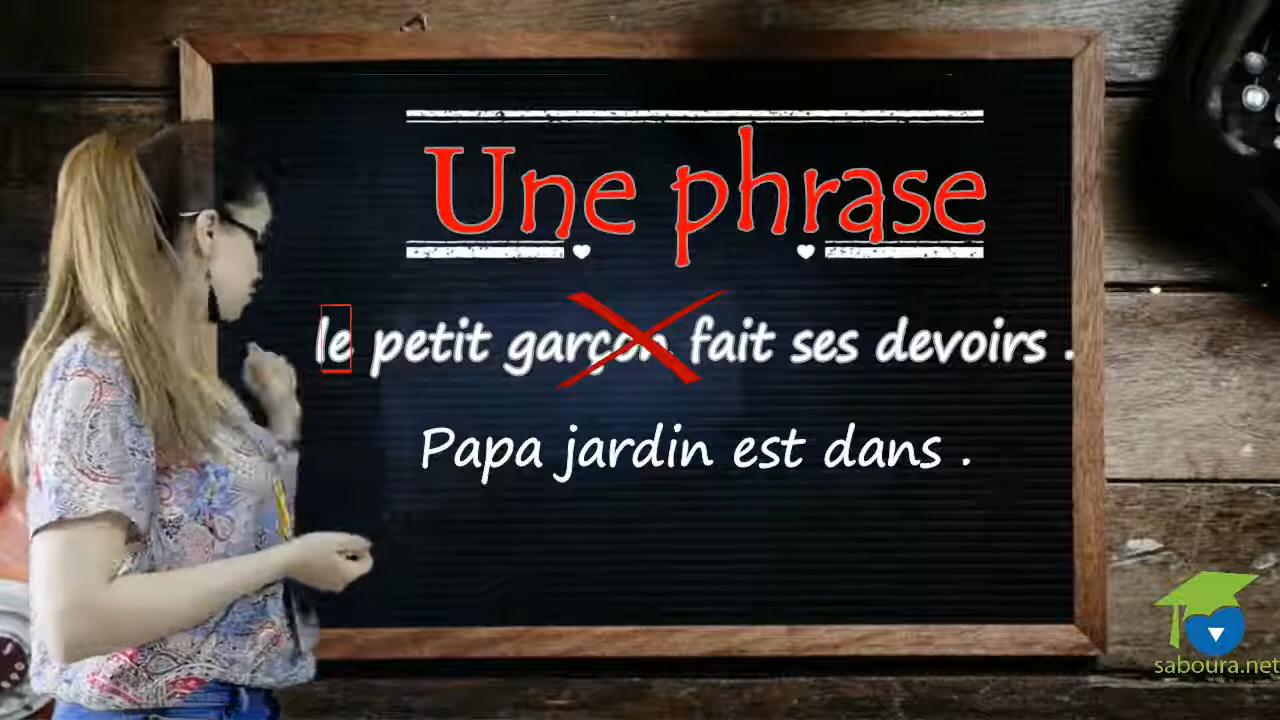 Une phrase
le petit garçon fait ses devoirs .
Papa jardin est dans .
saboura.net